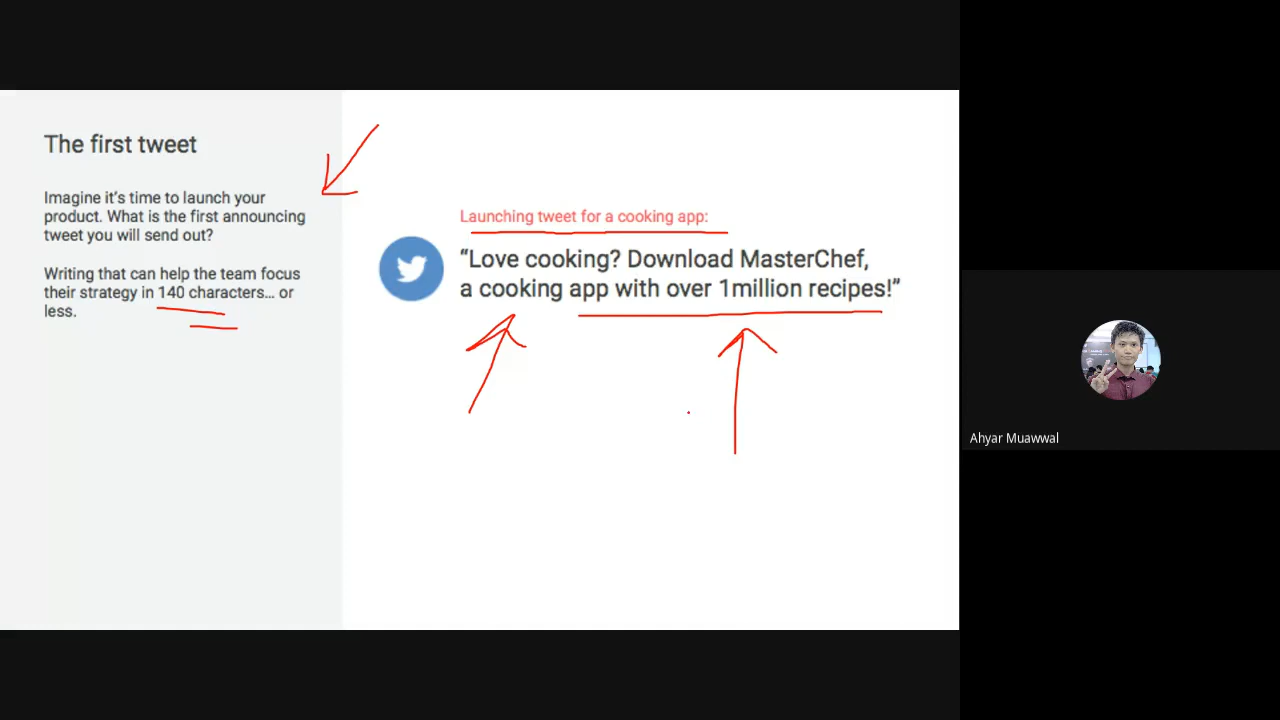 The first tweet
Imagine it's time to launch your
product. What is the first announcing
tweet you will send out?
Writing that can help the team focus
their strategy in 140 characters... or
less.
Launching tweet for a cooking app:
“Love cooking? Download MasterChef,
a cooking app with over 1million recipes!”
Ahyar Muawwal